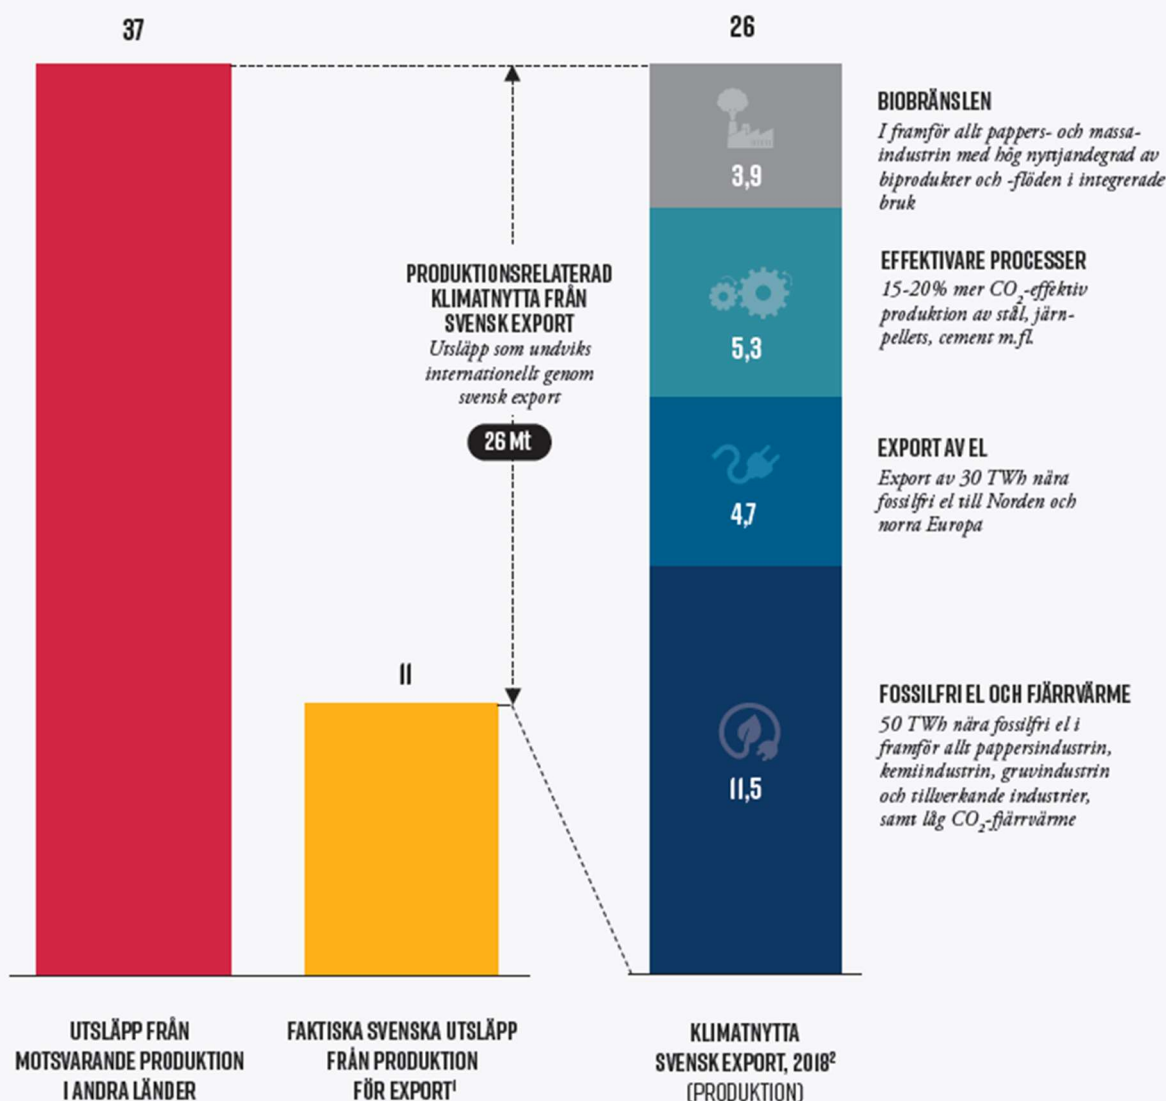 37
26
BIOBRÄNSLEN
I framför allt pappers- och massa-
industrin med hög nyttjandegrad av
biprodukter och -flöden i integrerade
bruk
3,9
EFFEKTIVARE PROCESSER
15-20% mer CO₂-effektiv
produktion av stål, järn-
pellets, cement m.fl.
5,3
PRODUKTIONSRELATERAD
KLIMATNYTTA FRÅN
SVENSK EXPORT
Utsläpp som undviks
internationellt genom
svensk export
26 Mt
EXPORT AV EL
Export av 30 TWh nära
fossilfri el till Norden och
norra Europa
4,7
11
FOSSILFRI EL OCH FJÄRRVÄRME
50 TWh nära fossilfri el i
framför allt pappersindustrin,
kemiindustrin, gruvindustrin
och tillverkande industrier,
samt låg CO₂-fjärrvärme
11,5
UTSLÄPP FRÅN
MOTSVARANDE PRODUKTION
I ANDRA LÄNDER
FAKTISKA SVENSKA UTSLÄPP
FRÅN PRODUKTION
FÖR EXPORT¹
KLIMATNYTTA
SVENSK EXPORT, 2018²
(PRODUKTION)